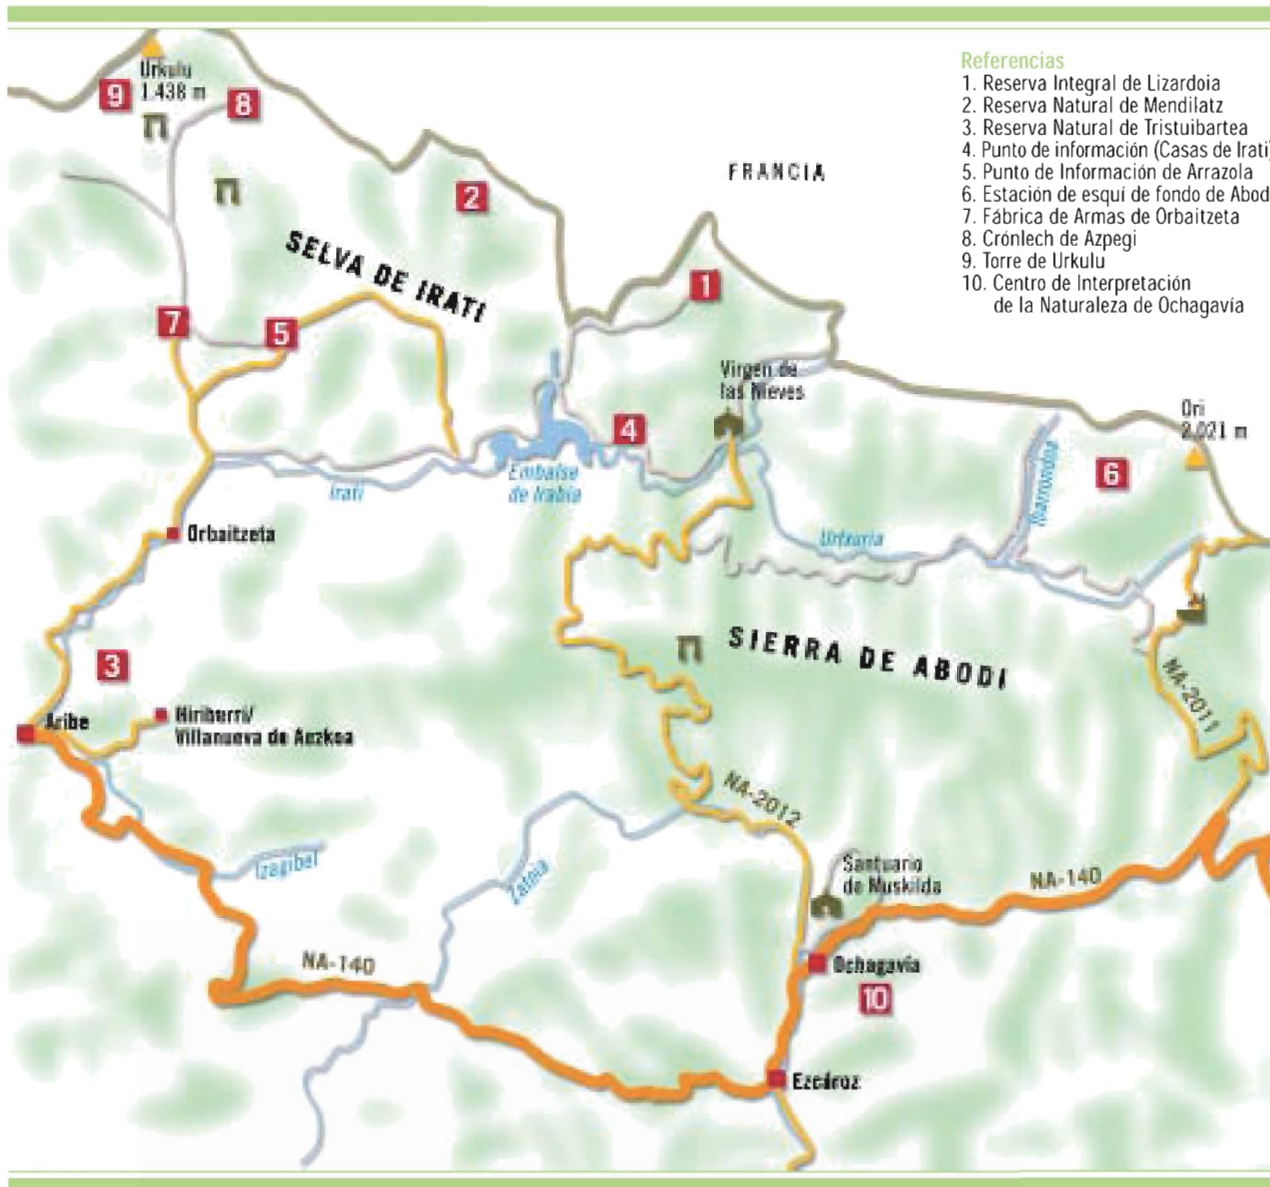 Referencias
1. Reserva Integral de Lizardoia
2. Reserva Natural de Mendilatz
3. Reserva Natural de Tristuibartea
4. Punto de información (Casas de Irati)
5. Punto de Información de Arrazola
6. Estación de esquí de fondo de Abod
7. Fábrica de Armas de Orbaitzeta
8. Crónlech de Azpegi
9. Torre de Urkulu
10. Centro de Interpretación
de la Naturaleza de Ochagavía
Urkulu
1.438 m
9
8
FRANCIA
2
SELVA DE IRATI
1
7
5
Virgen de
las Nieves
4
Ori
2.021 m
6
Embalse
de Irabia
Irati
Urtxuria
Orbaitzeta
3
SIERRA DE ABODI
NA-2011
Aribe
Hiriberri/
Villanueva de Aezkoa
NA-2012
Izagibel
Zatoia
Santuario
de Muskilda
NA-140
NA-140
Ochagavía
10
Ezcároz